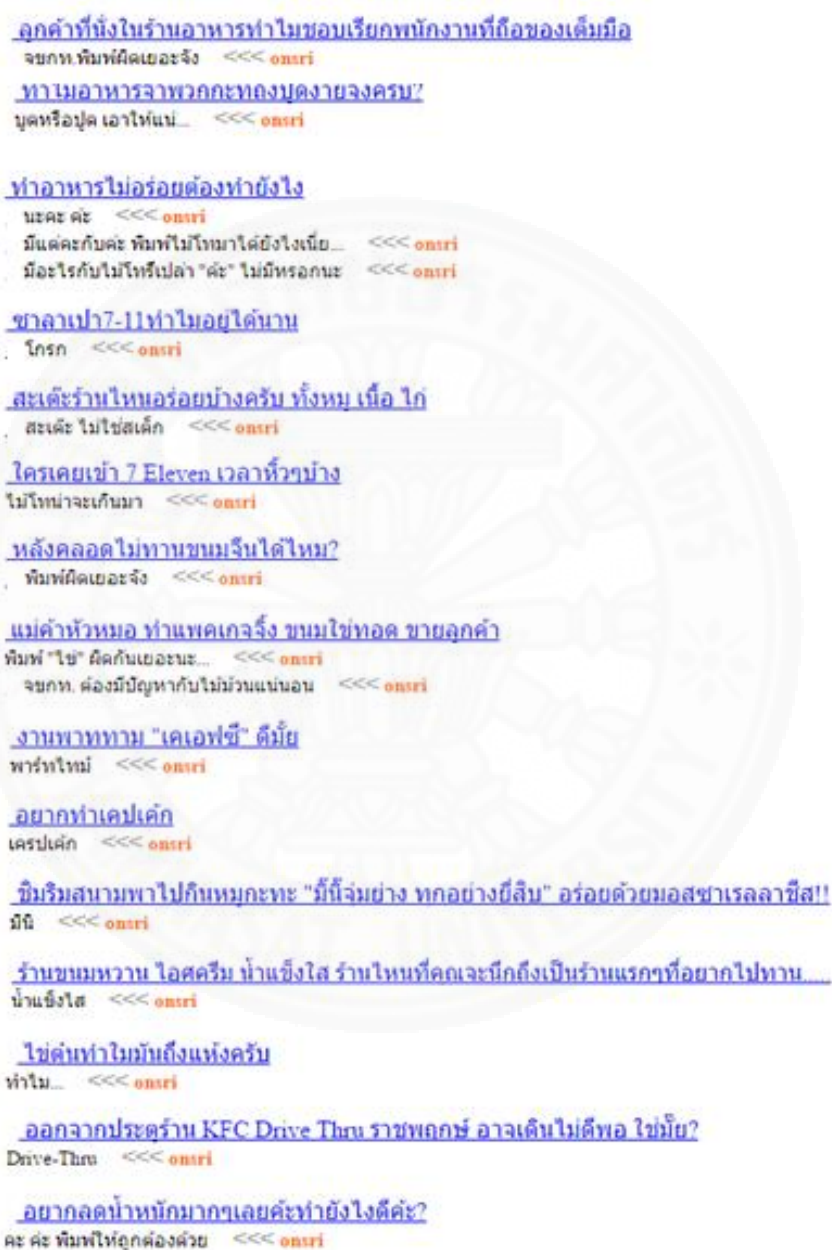 ลูกค้าที่นั่งในร้านอาหารทำไมชอบเรียกพนักงานที่ถือของเต็มมือ
จขกท.พิมพ์ผิดเยอะจัง <<< onsri
ทำไมอาหารจำพวกกะทิถึงบูดง่ายจังครับ?
บูดหรือปูด เอาให้แน่... <<< onsri
ทำอาหารไม่อร่อยต้องทำยังไง
นะคะ ค่ะ <<< onsri
มีแต่คะกับค่ะ พิมพ์ไม้โทมาได้ยังไงเนี่ย... <<< onsri
มีอะไรกับไม้โทรึเปล่า "ค้ะ" ไม่มีหรอกนะ <<< onsri
ซาลาเปา7-11ทำไมอยู่ได้นาน
โกรก <<< onsri
สะเต๊ะร้านไหนอร่อยบ้างครับ ทั้งหมู เนื้อ ไก่
สะเต๊ะ ไม่ใช่สเต็ก <<< onsri
ใครเคยเข้า 7 Eleven เวลาหิ้วๆบ้าง
ไม้โทน่าจะเกินมา <<< onsri
หลังคลอดไม่ทานขนมจีนได้ไหม?
พิมพ์ผิดเยอะจัง <<< onsri
แม่ค้าหัวหมอ ทำแพคเกจจิ้ง ขนมใข่ทอด ขายลูกค้า
พิมพ์ "ไข่" ผิดกันเยอะนะ... <<< onsri
จขกท. ต้องมีปัญหากับไม้ม้วนแน่นอน <<< onsri
งานพาททาม "เคเอฟซี" ดีมั้ย
พาร์ทไทม์ <<< onsri
อยากทำเคปเค้ก
เครปเค้ก <<< onsri
ชิมริมสนามพาไปกินหมูกะทะ "มี้นี้จุ่มย่าง ทุกอย่างยี่สิบ" อร่อยด้วยมอสซาเรลลาชีส!!
มินิ <<< onsri
ร้านขนมหวาน ไอศครีม น้ำแข็งใส ร้านไหนที่คุณจะนึกถึงเป็นร้านแรกๆที่อยากไปทาน......
น้ำแข็งไส <<< onsri
ไข่ตุ๋นทำใมมันถึงแห้งครับ
ทำไม... <<< onsri
ออกจากประตูร้าน KFC Drive Thru ราชพฤกษ์ อาจเดินไม่ดีพอ ใช่มั้ย?
Drive-Thru <<< onsri
อยากลดน้ำหนักมากๆเลยค้ะทำยังไงดีค้ะ?
คะ ค่ะ พิมพ์ให้ถูกต้องด้วย <<< onsri